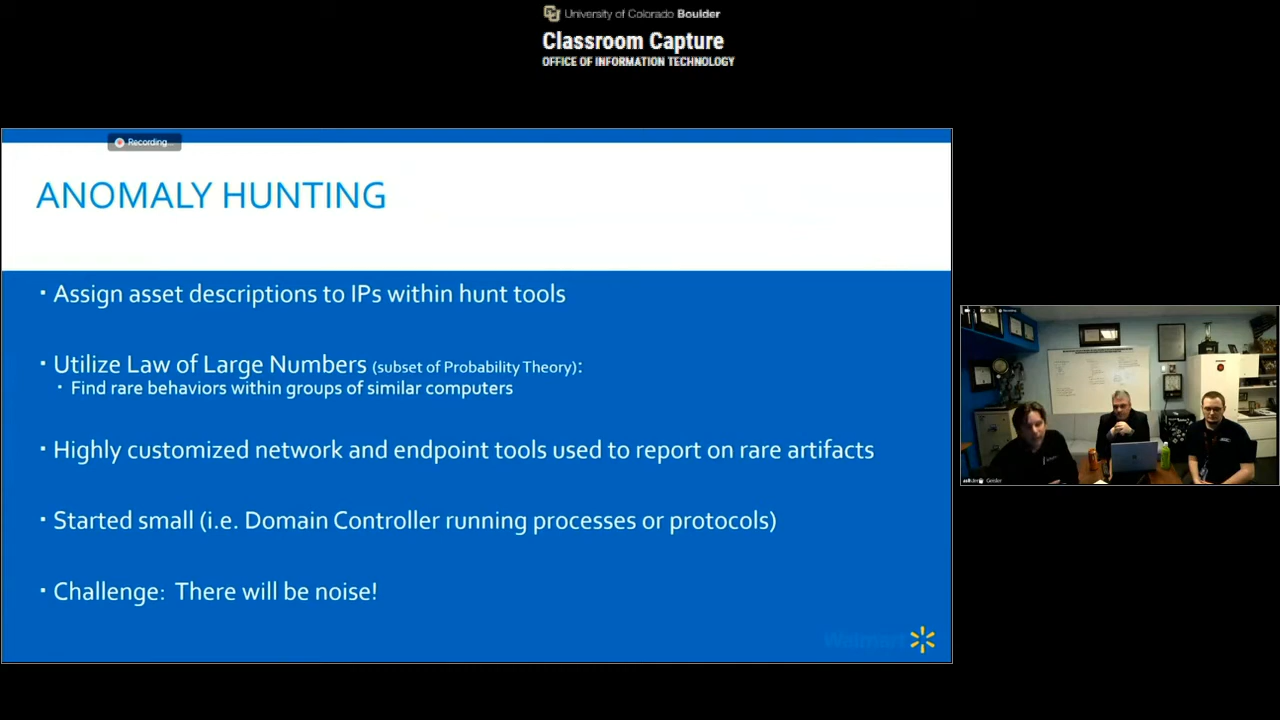 University of Colorado Boulder
Classroom Capture
OFFICE OF INFORMATION TECHNOLOGY
Recording...
ANOMALY HUNTING
▪ Assign asset descriptions to IPs within hunt tools
▪ Utilize Law of Large Numbers (subset of Probability Theory):
▪ Find rare behaviors within groups of similar computers
▪ Highly customized network and endpoint tools used to report on rare artifacts
▪ Started small (i.e. Domain Controller running processes or protocols)
▪ Challenge: There will be noise!
Walmart